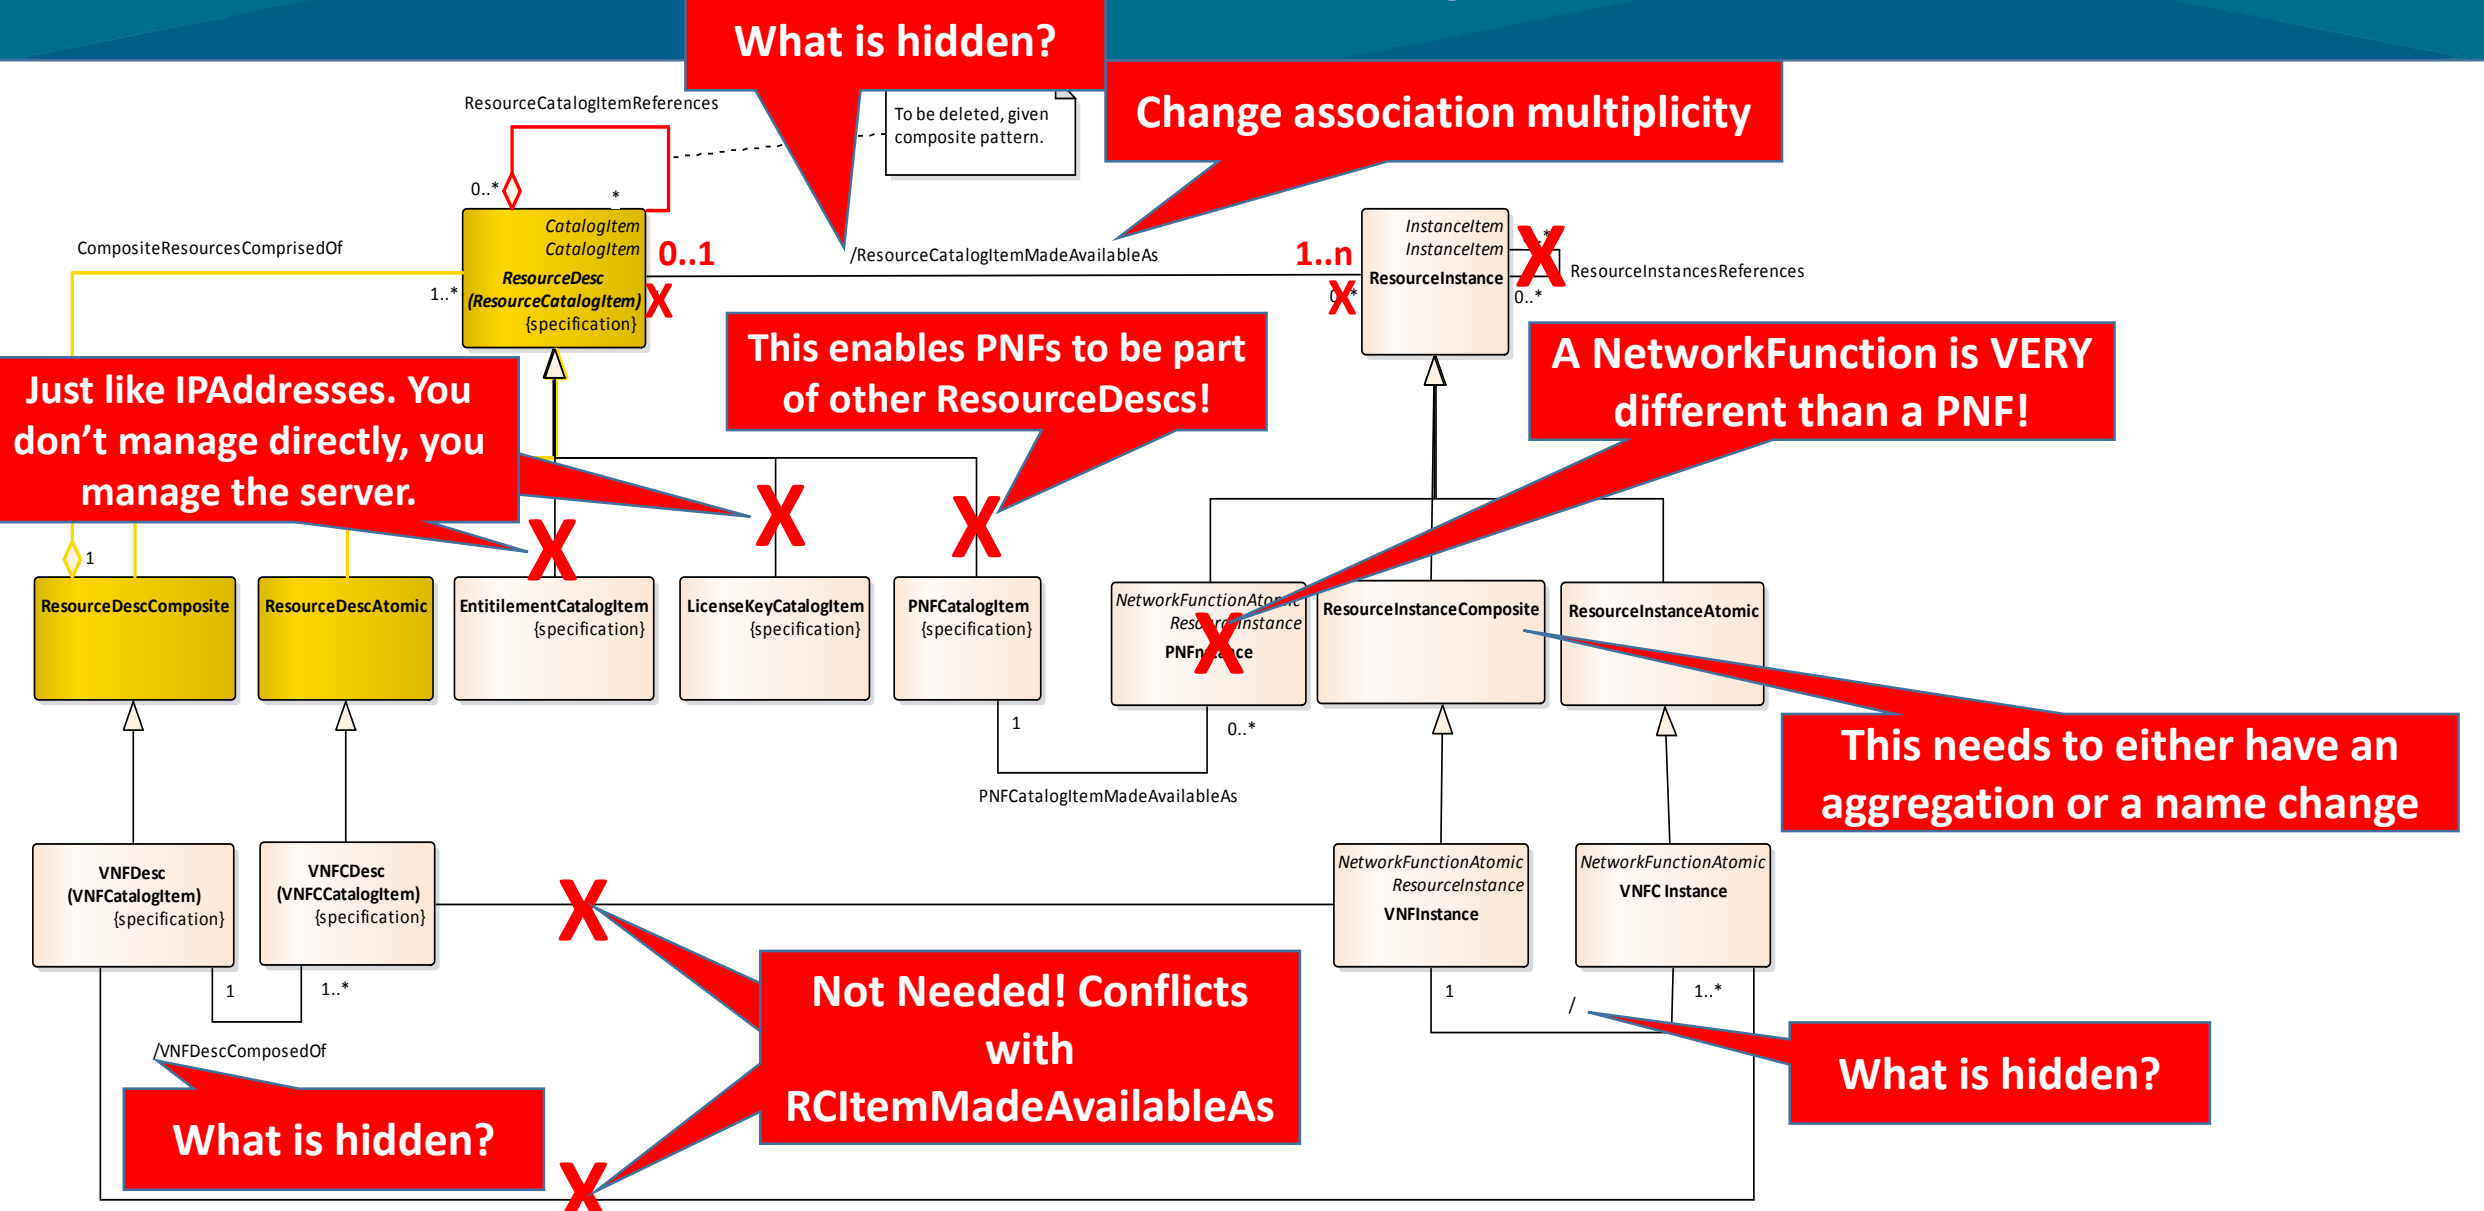 What is hidden?
Change association multiplicity
ResourceCatalogItemReferences
To be deleted, given
composite pattern.
0..*
*
CompositeResourcesComprisedOf
1..*
CatalogItem
CatalogItem
ResourceDesc
(ResourceCatalogItem)
{specification}
0..1
X
/ResourceCatalogItemMadeAvailableAs
1..n
X
InstanceItem
InstanceItem
ResourceInstance
X
ResourceInstancesReferences
0..*
Just like IPAddresses. You
don’t manage directly, you
manage the server.
This enables PNFs to be part
of other ResourceDescs!
A NetworkFunction is VERY
different than a PNF!
X
X
X
1
ResourceDescComposite
ResourceDescAtomic
EntitilementCatalogItem
{specification}
LicenseKeyCatalogItem
{specification}
PNFCatalogItem
{specification}
NetworkFunctionAtomic
ResourceInstance
X
ResourceInstanceComposite
ResourceInstanceAtomic
1
0..*
PNFCatalogItemMadeAvailableAs
This needs to either have an
aggregation or a name change
VNFDesc
(VNFCatalogItem)
{specification}
VNFCDesc
(VNFCCatalogItem)
{specification}
X
NetworkFunctionAtomic
ResourceInstance
VNFInstance
NetworkFunctionAtomic
VNFC Instance
1
1..*
/VNFDescComposedOf
What is hidden?
Not Needed! Conflicts
with
RCItemMadeAvailableAs
X
1
/
1..*
What is hidden?